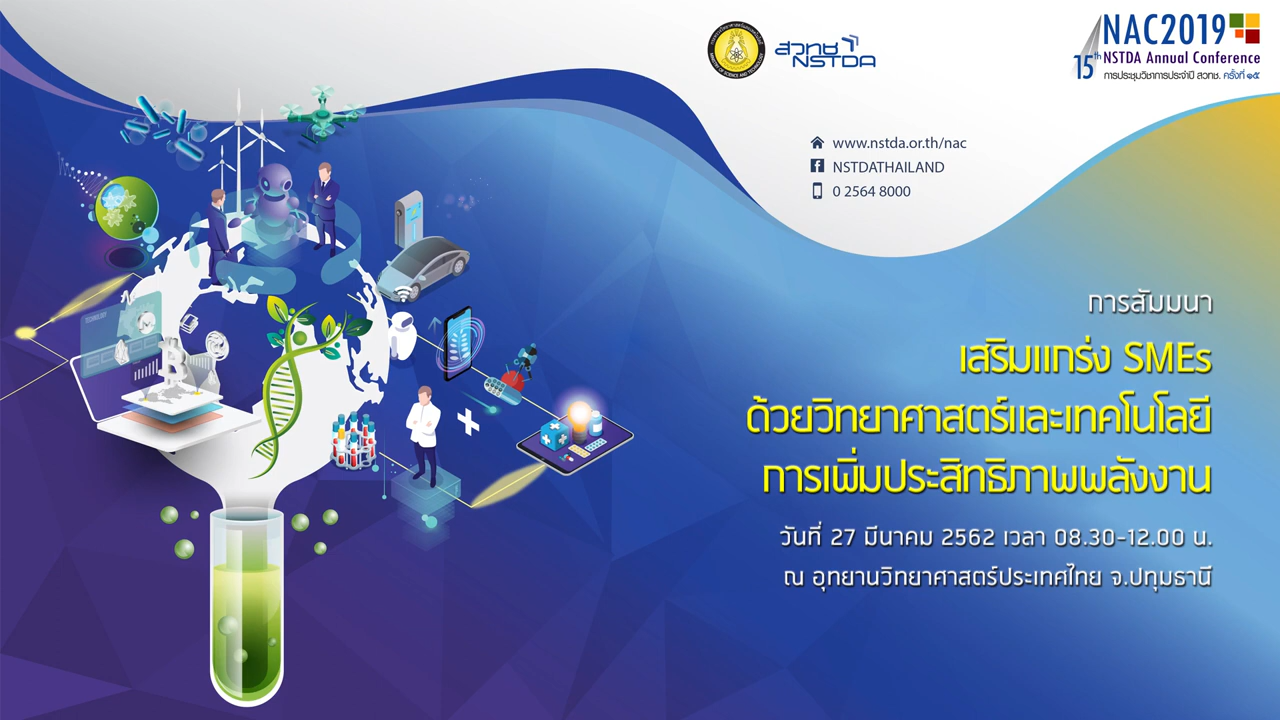 สวทช
NSTDA
NAC2019
15th NSTDA Annual Conference
การประชุมวิชาการประจำปี สวทช. ครั้งที่ ๑๕
www.nstda.or.th/nac
NSTDATHAILAND
0 2564 8000
การสัมมนา
เสริมแกร่ง SMEs
ด้วยวิทยาศาสตร์และเทคโนโลยี
การเพิ่มประสิทธิภาพพลังงาน
วันที่ 27 มีนาคม 2562 เวลา 08.30-12.00 น.
ณ อุทยานวิทยาศาสตร์ประเทศไทย จ.ปทุมธานี
TECHNOLOGY